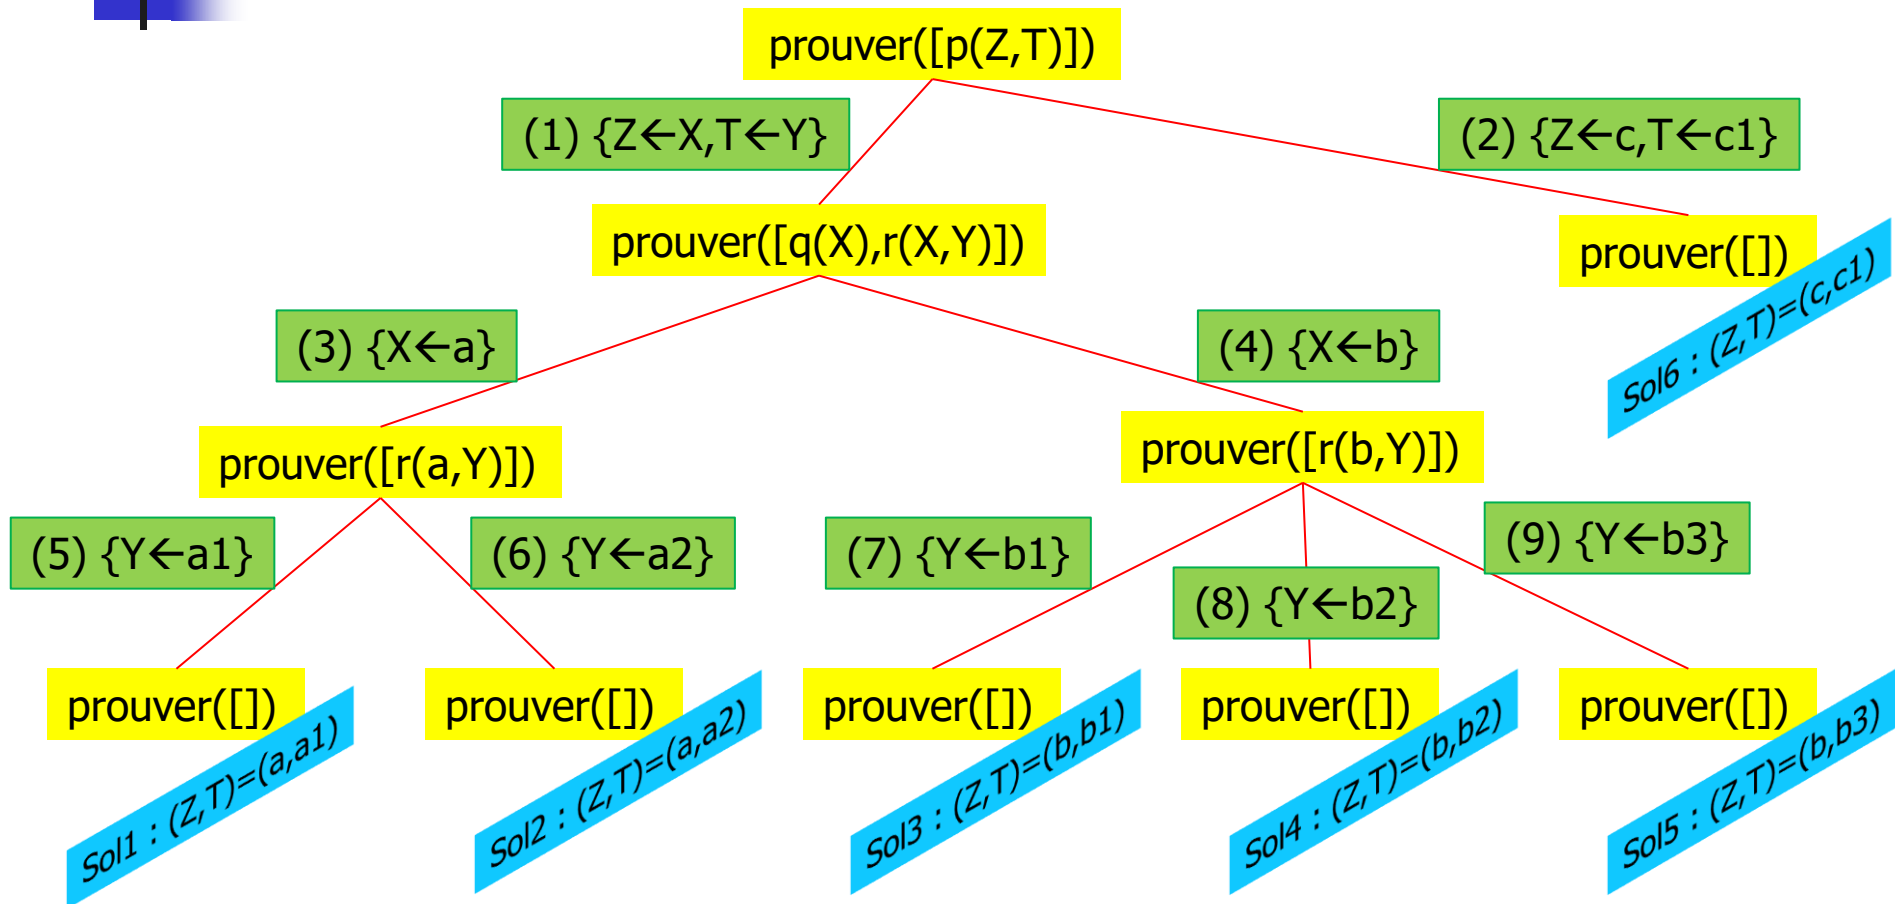 prouver([p(Z,T)])
(1) {Z←X,T←Y}
(2) {Z←c,T←c1}
prouver([q(X),r(X,Y)])
prouver([])
Sol6 : (Z,T)=(c,c1)
(3) {X←a}
(4) {X←b}
prouver([r(a,Y)])
prouver([r(b,Y)])
(5) {Y←a1}
(6) {Y←a2}
(7) {Y←b1}
(8) {Y←b2}
(9) {Y←b3}
prouver([])
prouver([])
prouver([])
prouver([])
prouver([])
Sol1 : (Z,T)=(a,a1)
Sol2 : (Z,T)=(a,a2)
Sol3 : (Z,T)=(b,b1)
Sol4 : (Z,T)=(b,b2)
Sol5 : (Z,T)=(b,b3)